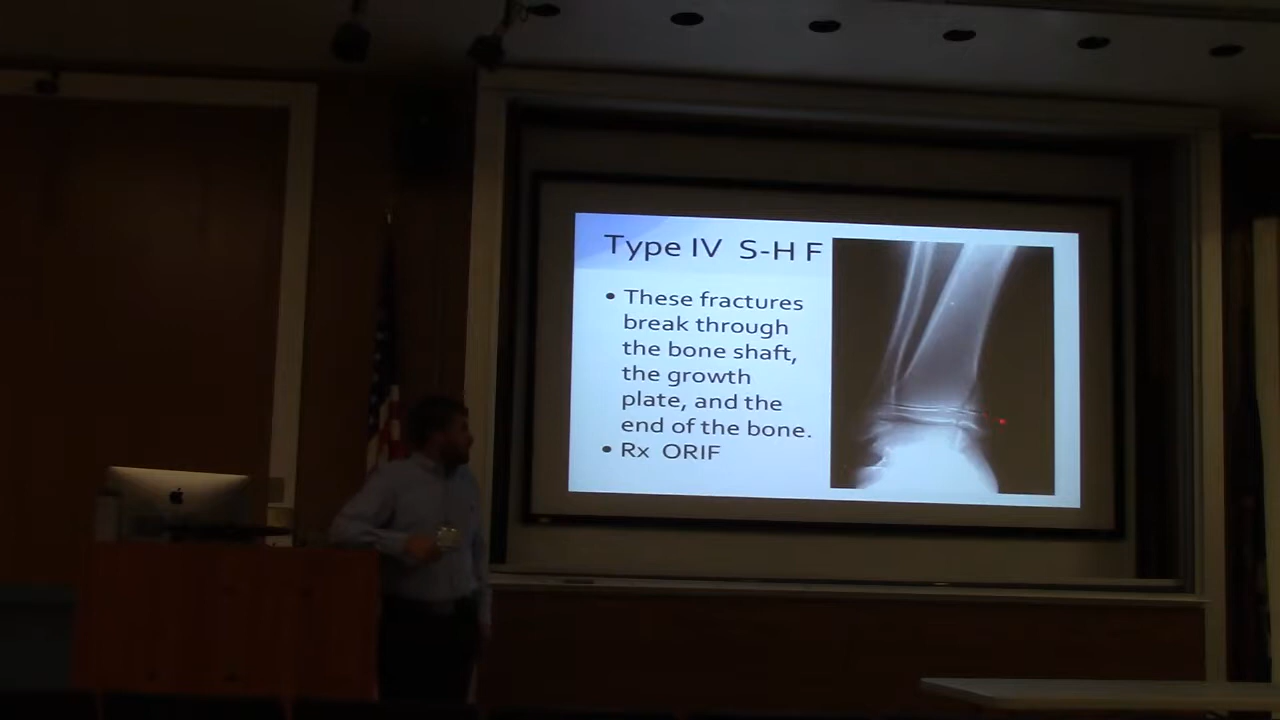 Type IV S-H F
• These fractures
break through
the bone shaft,
the growth
plate, and the
end of the bone.
• Rx ORIF